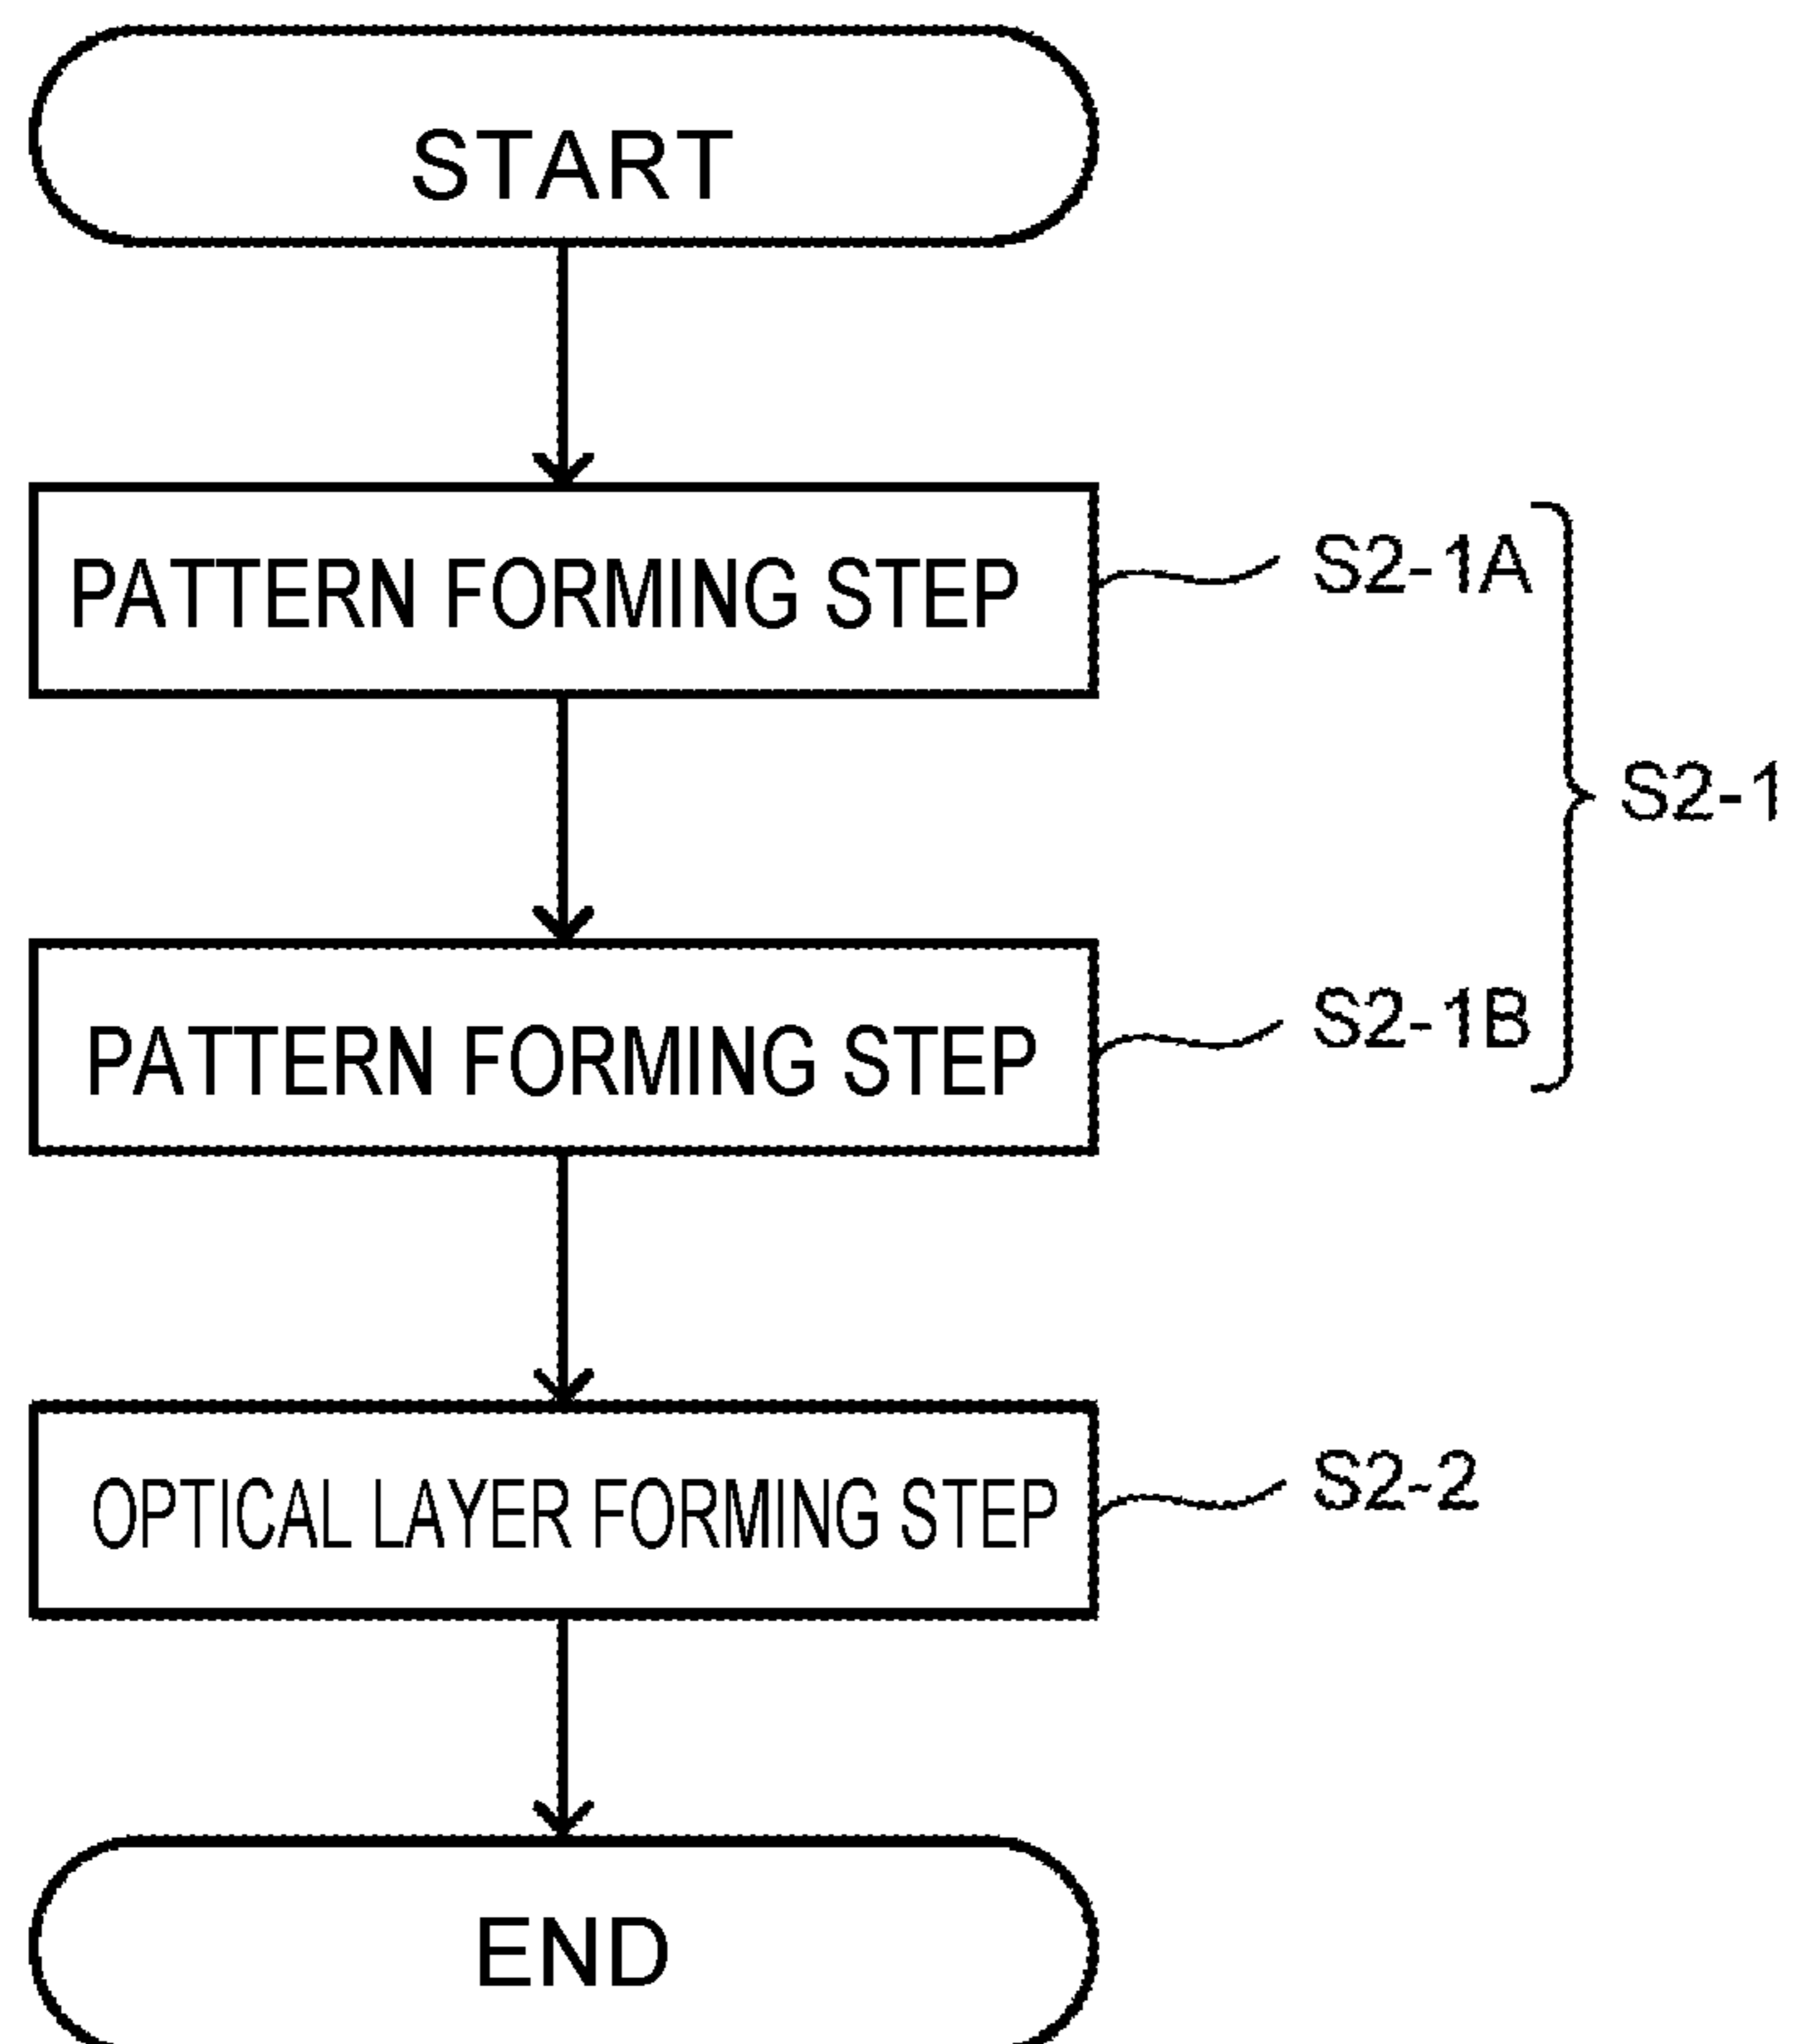 START
PATTERN FORMING STEP
S2-1A
S2-1
PATTERN FORMING STEP
S2-1B
OPTICAL LAYER FORMING STEP
S2-2
END